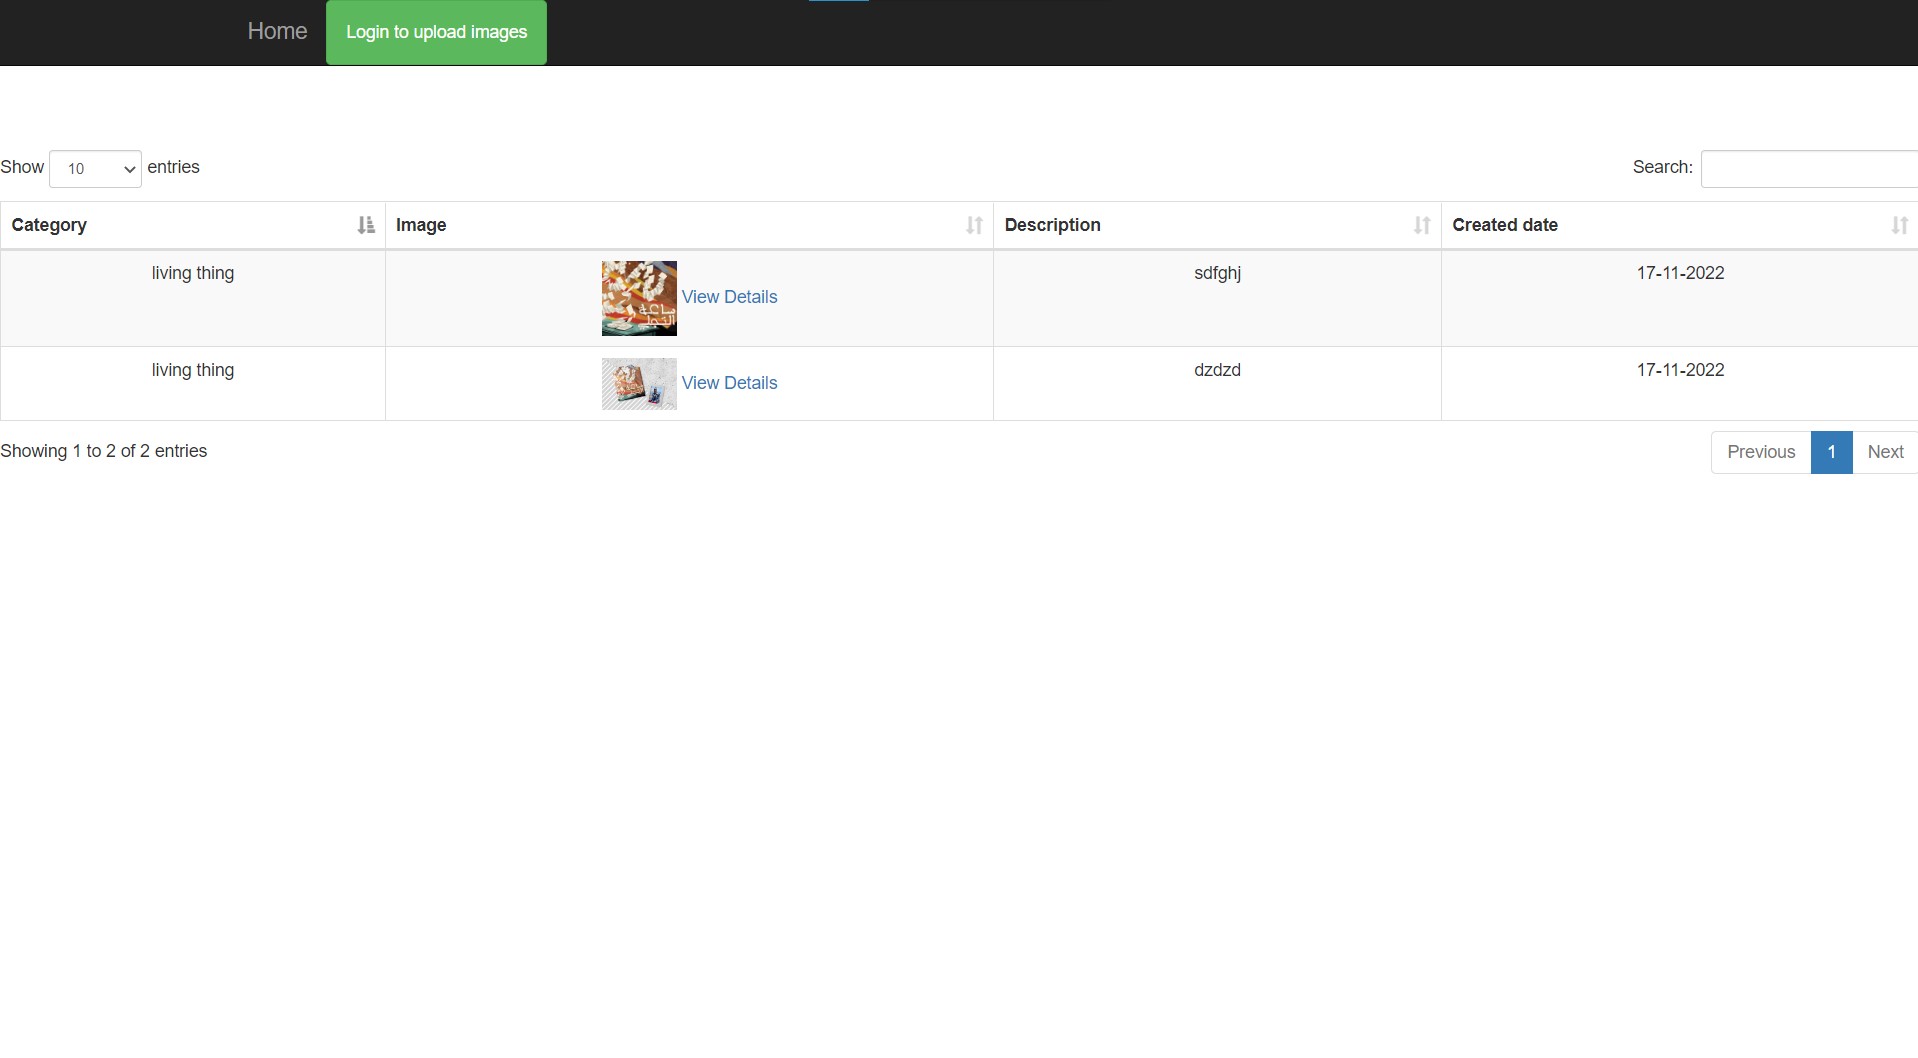 Home Login to upload images
Show 10 entries Search:
Category Image Description Created date
living thing View Details sdfghj 17-11-2022
living thing View Details dzdzd 17-11-2022
Showing 1 to 2 of 2 entries Previous 1 Next